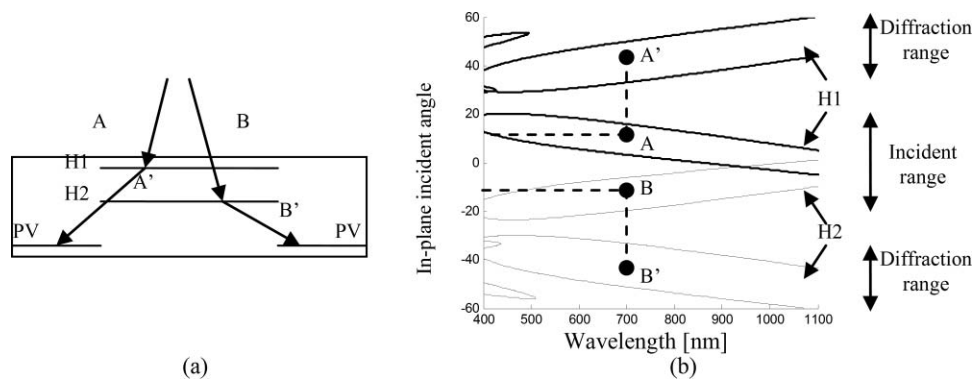 A
B
H1
A'
H2
B'
PV
PV
(a)
In-plane incident angle
60
40
20
0
-20
-40
-60
400
500
600
700
800
900
1000
1100
Wavelength [nm]
A'
A
B
B'
H1
H2
Diffraction
range
Incident
range
Diffraction
range
(b)